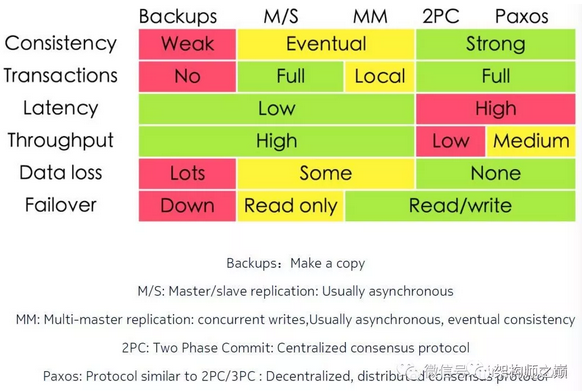 Backups M/S MM 2PC Paxos
Consistency Weak Eventual Strong
Transactions No Full Local Full
Latency Low High
Throughput High Low Medium
Data loss Lots Some None
Failover Down Read only Read/write
Backups：Make a copy
M/S: Master/slave replication: Usually asynchronous
MM: Multi-master replication: concurrent writes,Usually asynchronous, eventual consistency
2PC: Two Phase Commit: Centralized consensus protocol
Paxos: Protocol similar to 2PC/3PC : Decentralized, distributed consensus protocol
微信号 架构师之巅